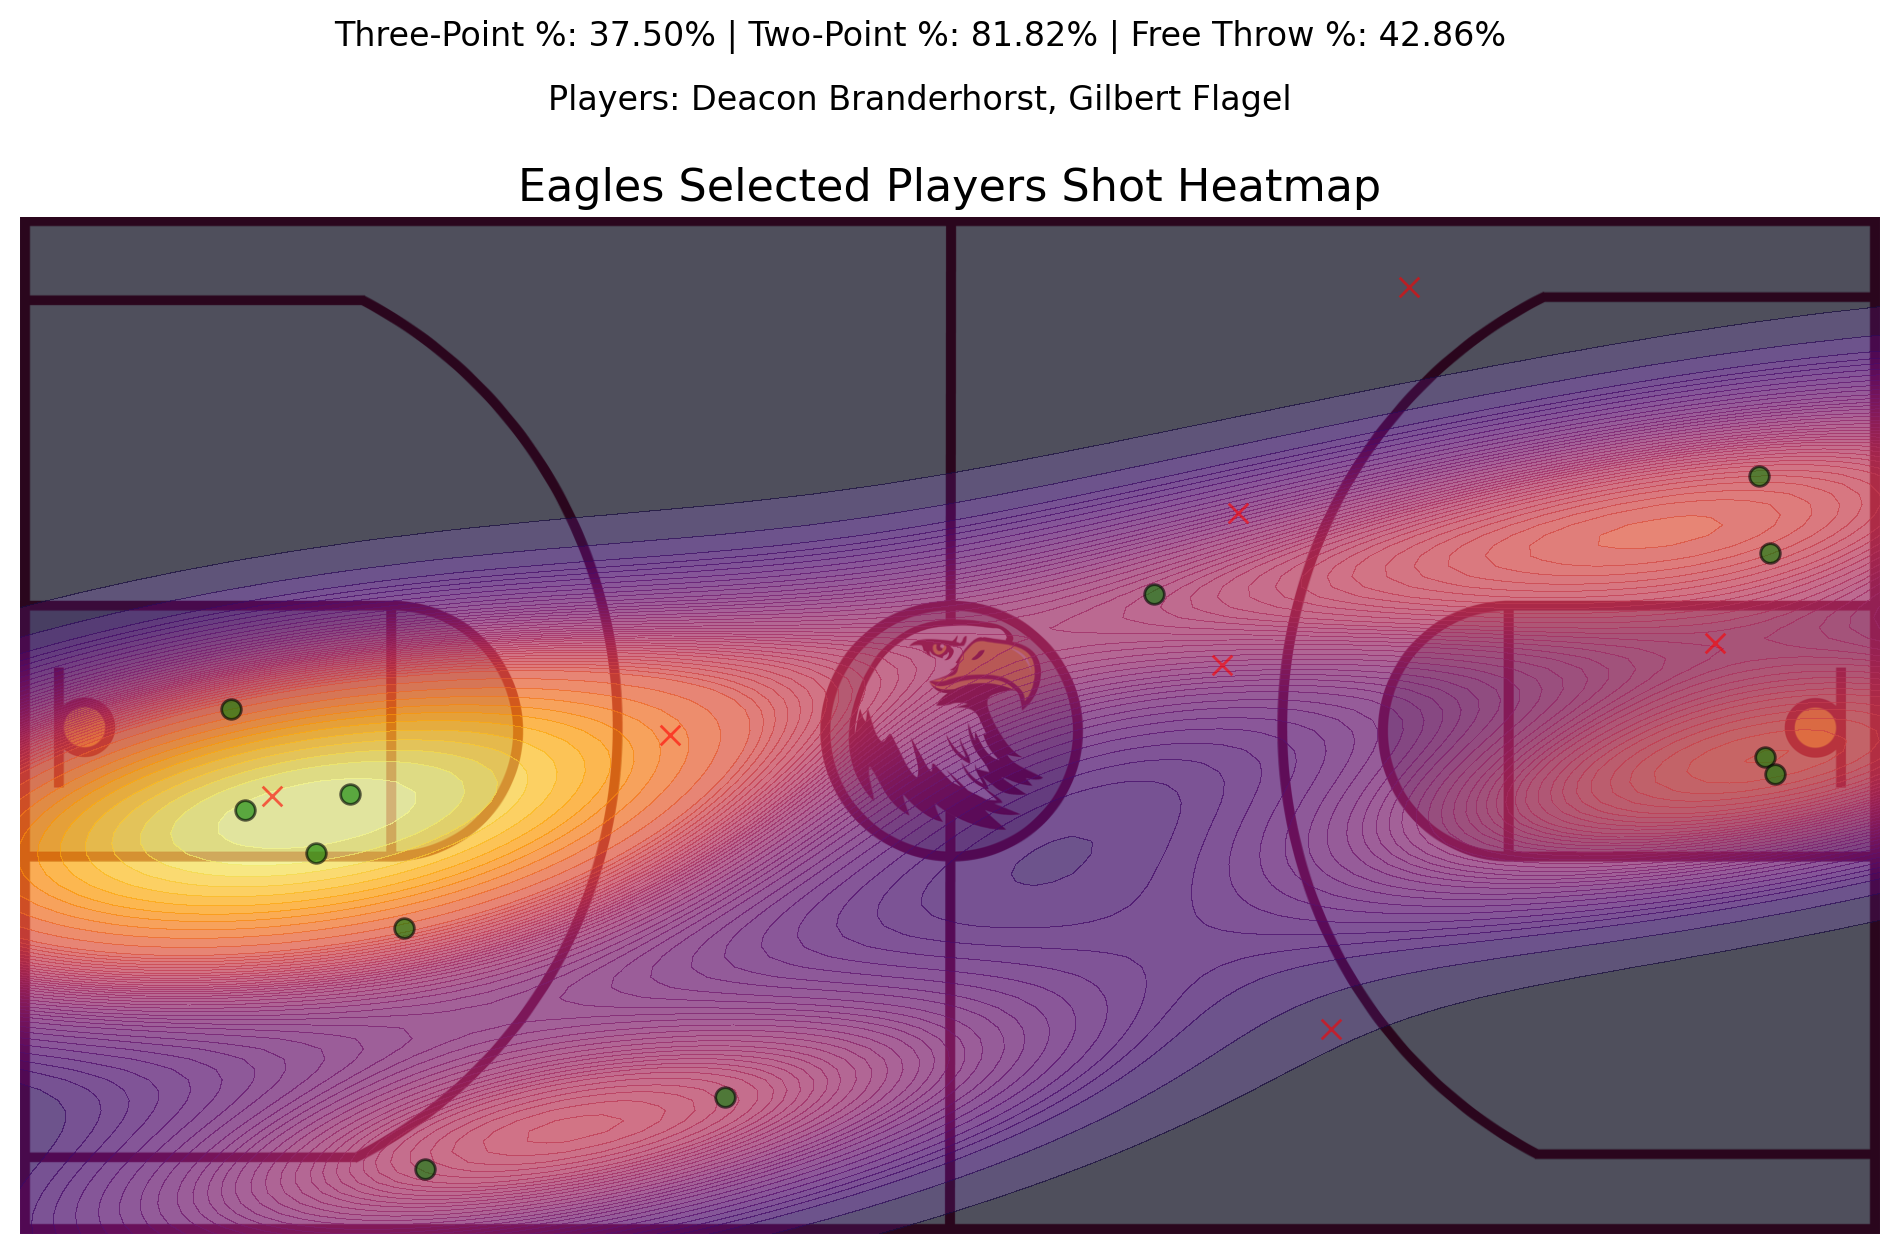 Three-Point %: 37.50% | Two-Point %: 81.82% | Free Throw %: 42.86%
Players: Deacon Branderhorst, Gilbert Flagel
Eagles Selected Players Shot Heatmap